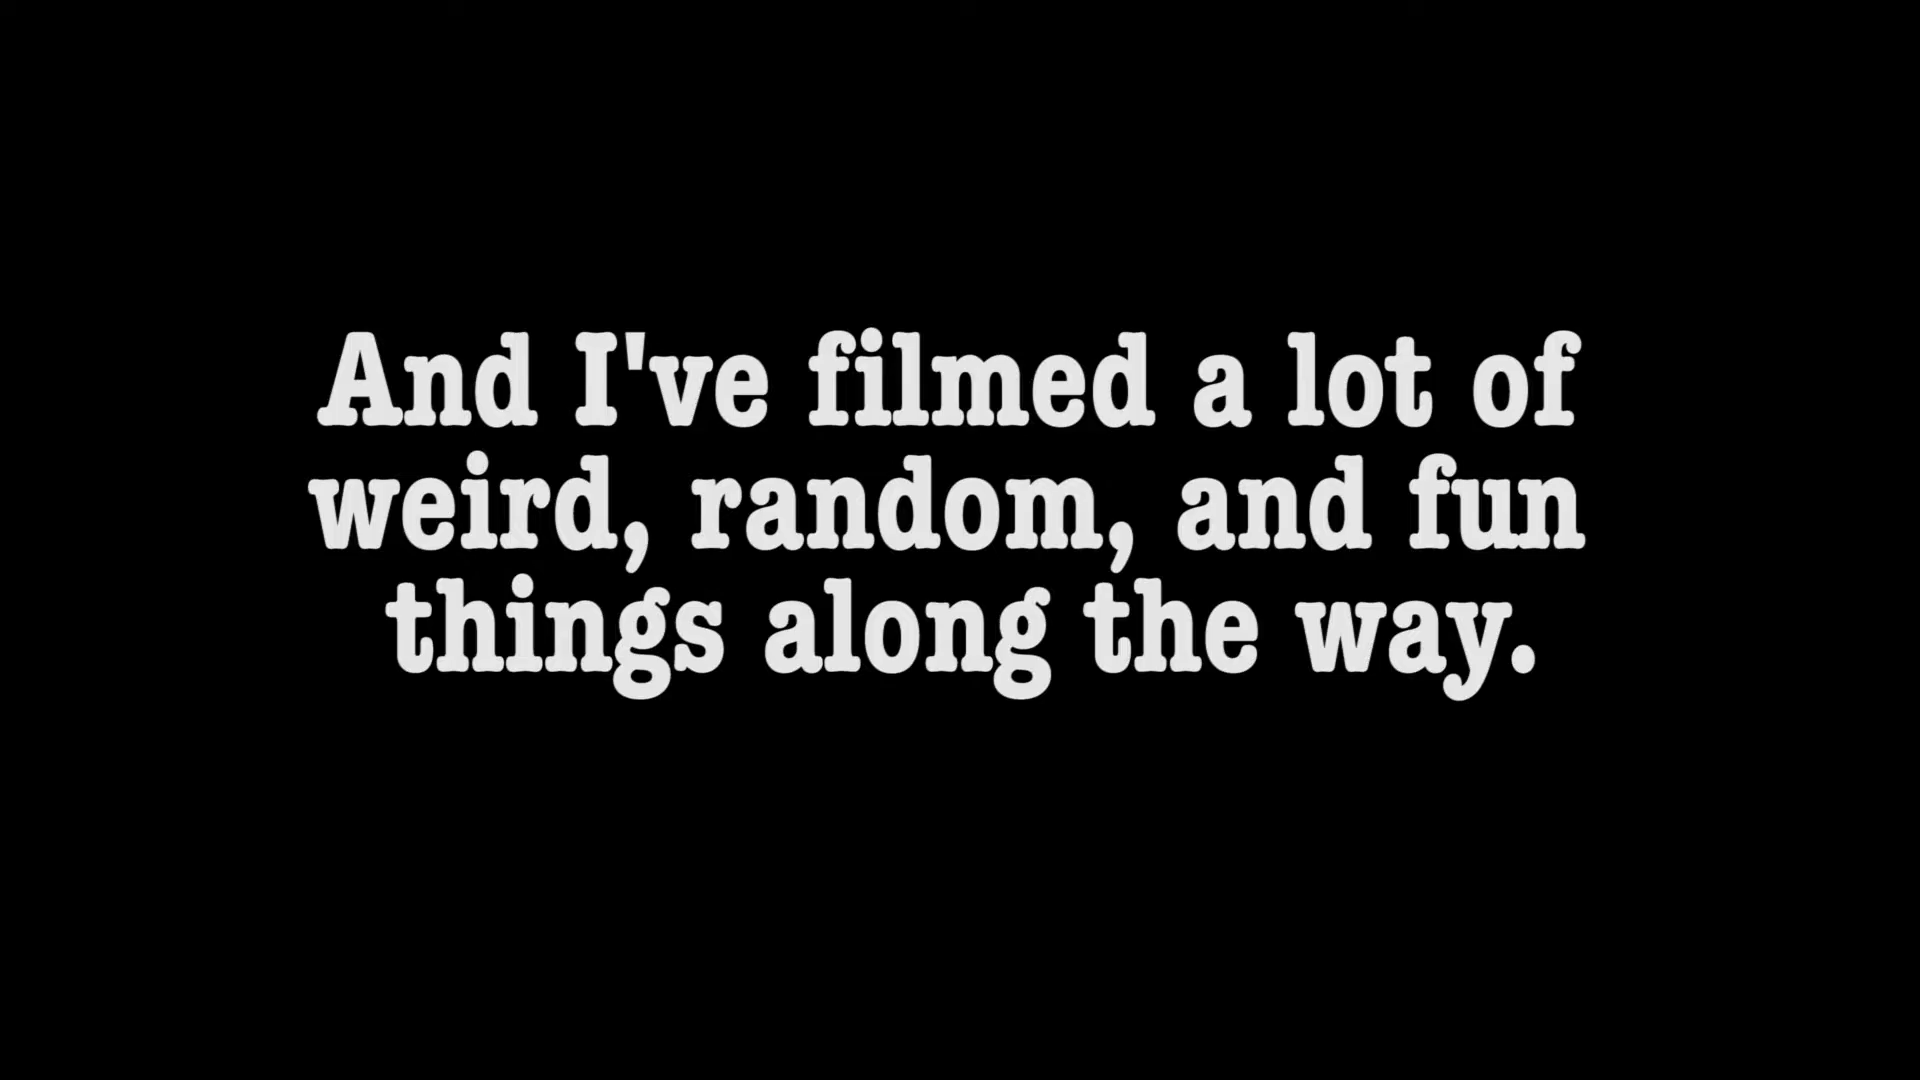 And I've filmed a lot of
weird, random, and fun
things along the way.